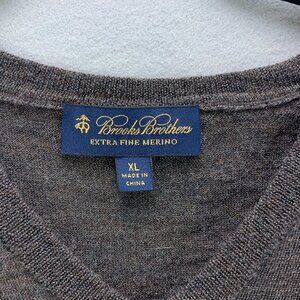 Brooks Brothers
EXTRA FINE MERINO
XL
MADE IN
CHINA